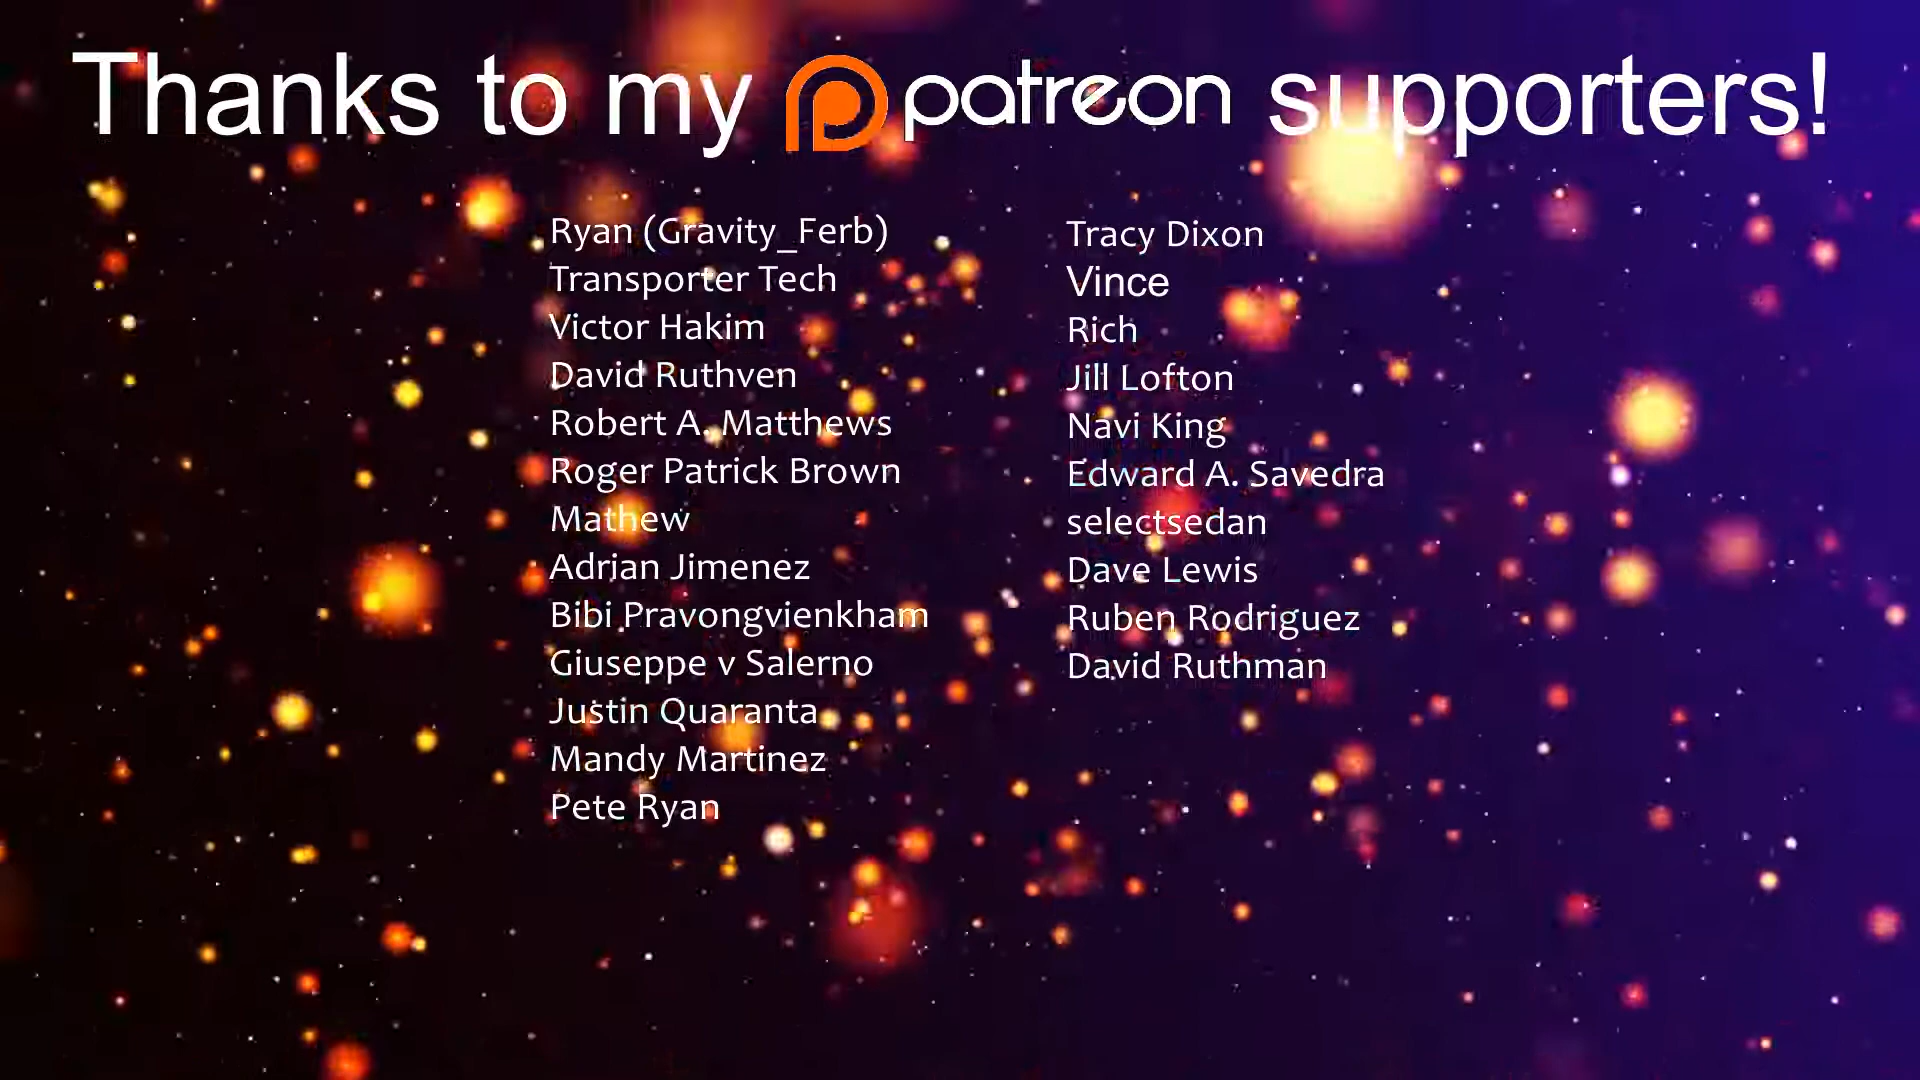 Thanks to my patreon supporters!
Ryan (Gravity_Ferb)
Transporter Tech
Victor Hakim
David Ruthven
Robert A. Matthews
Roger Patrick Brown
Mathew
Adrian Jimenez
Bibi Pravongvienkham
Giuseppe v Salerno
Justin Quaranta
Mandy Martinez
Pete Ryan
Tracy Dixon
Vince
Rich
Jill Lofton
Navi King
Edward A. Savedra
selectsedan
Dave Lewis
Ruben Rodriguez
David Ruthman